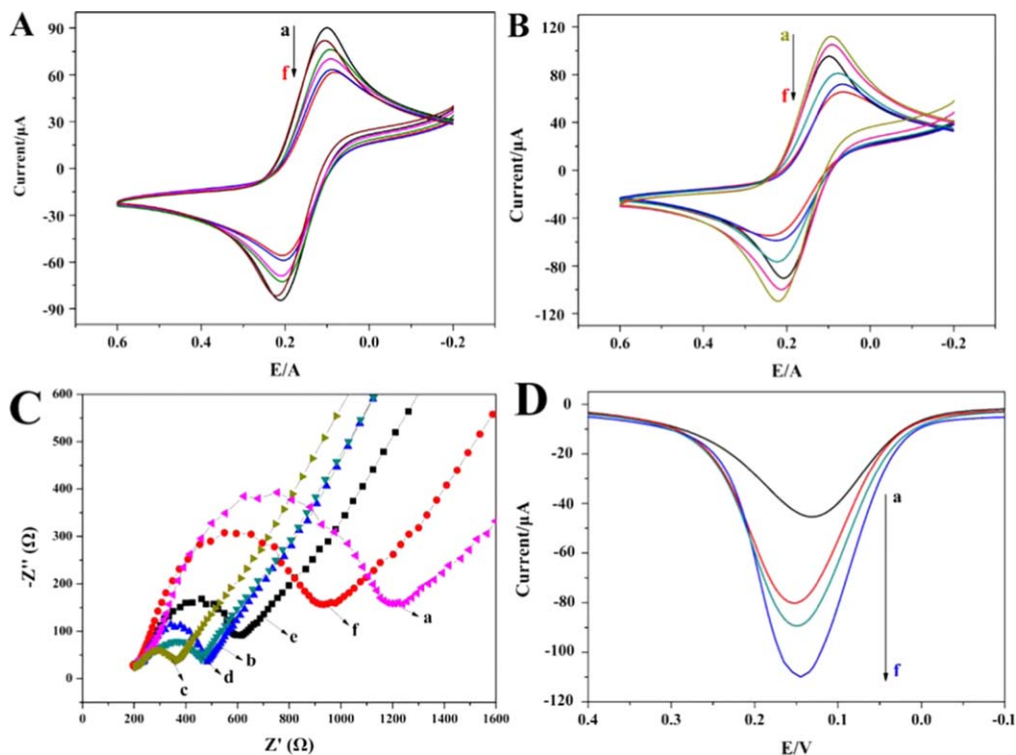 A
90
60
30
0
-30
-60
-90
Current/μA
a
f
0.6 0.4 0.2 0.0 -0.2
E/A
B
120
80
40
0
-40
-80
-120
Current/μA
a
f
0.6 0.4 0.2 0.0 -0.2
E/A
C
600
500
400
300
200
100
0
-Z'' (Ω)
a
f
e
b
d
c
0 200 400 600 800 1000 1200 1400 1600
Z' (Ω)
D
0
-20
-40
-60
-80
-100
-120
Current/μA
a
f
0.4 0.3 0.2 0.1 0.0 -0.1
E/V